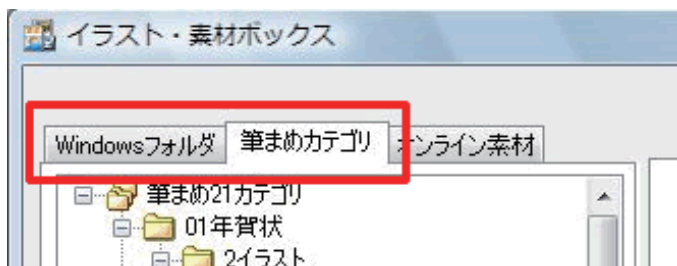 イラスト・素材ボックス
Windowsフォルダ 筆まめカテゴリ オンライン素材
筆まめ21カテゴリ
01年賀状
2イラスト